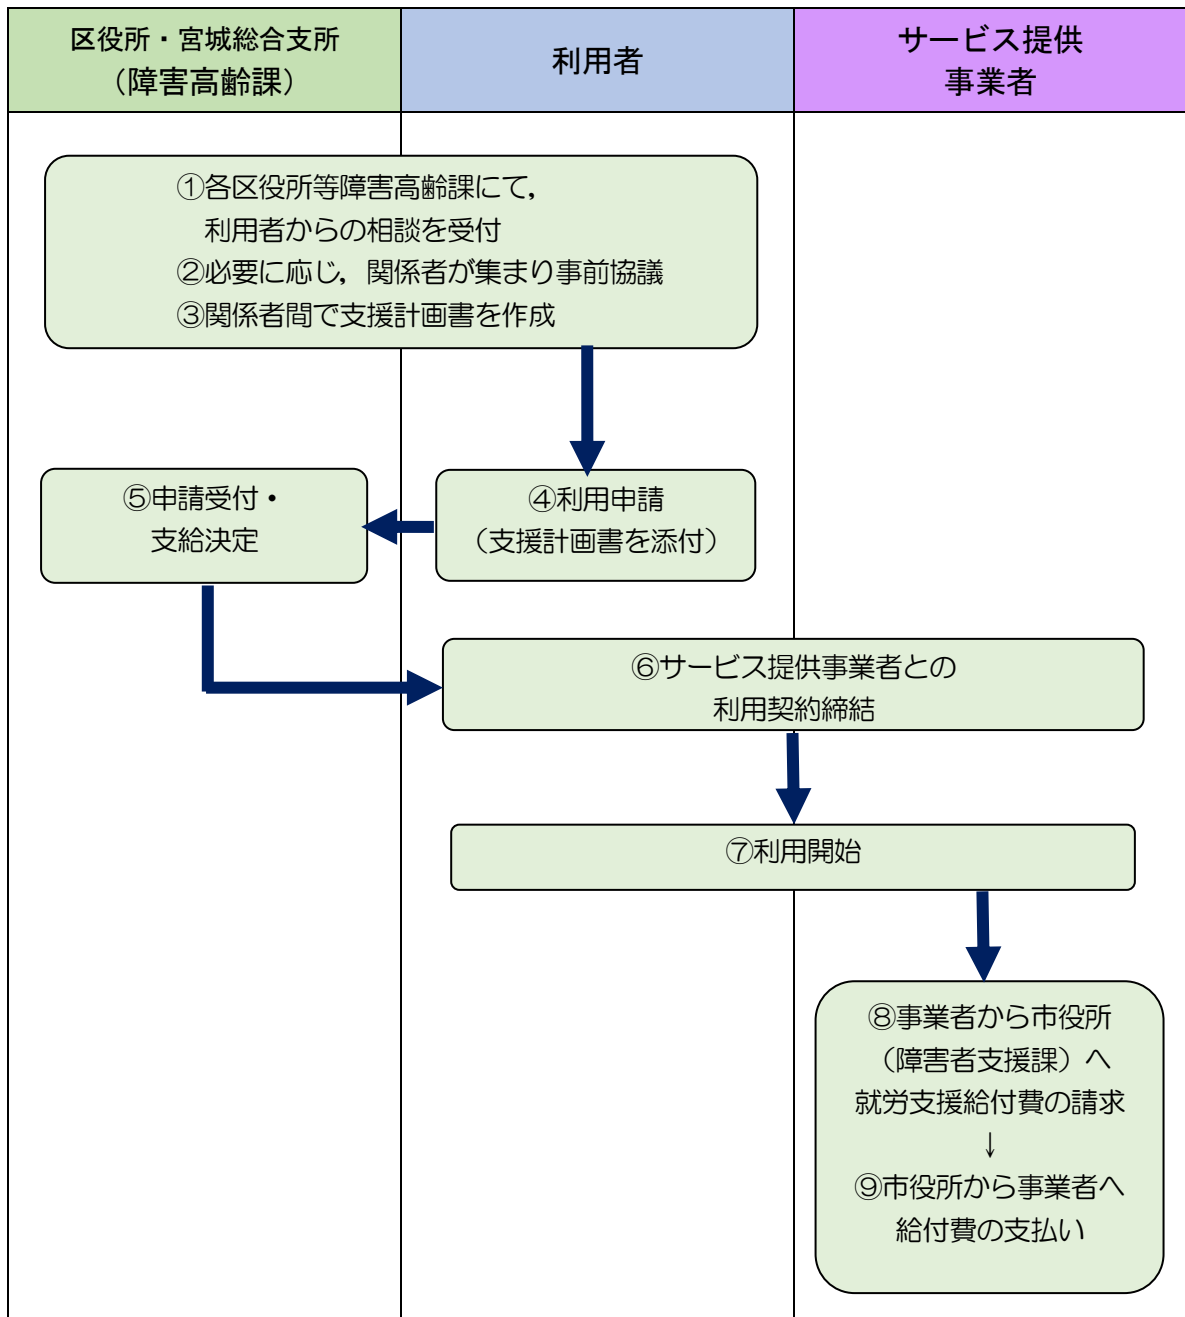 区役所・宮城総合支所
（障害高齢課）
利用者
サービス提供
事業者
①各区役所等障害高齢課にて，
利用者からの相談を受付
②必要に応じ，関係者が集まり事前協議
③関係者間で支援計画書を作成
⑤申請受付・
支給決定
④利用申請
（支援計画書を添付）
⑥サービス提供事業者との
利用契約締結
⑦利用開始
⑧事業者から市役所
（障害者支援課）へ
就労支援給付費の請求
↓
⑨市役所から事業者へ
給付費の支払い